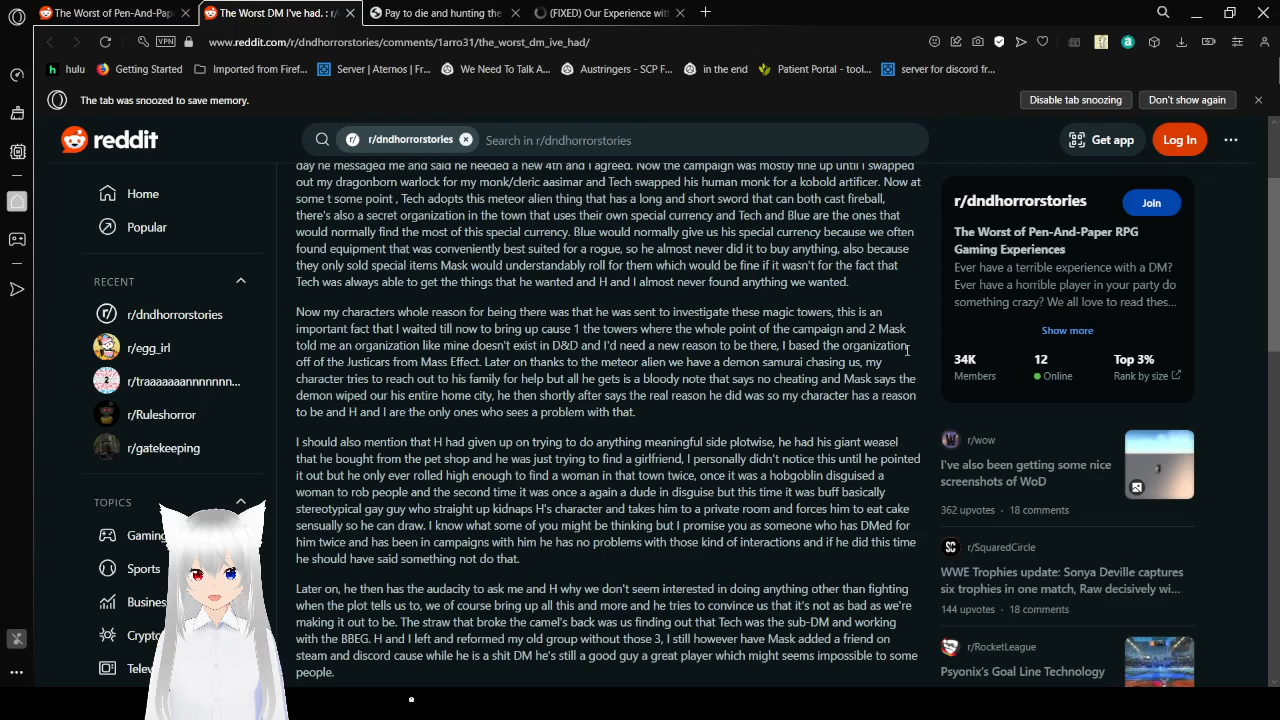 The Worst of Pen-And-Pape
The Worst DM I've had. : r/
Pay to die and hunting the
(FIXED) Our Experience wit
VPN
www.reddit.com/r/dndhorrorstories/comments/1arro31/the_worst_dm_ive_had/
hulu
Getting Started
Imported from Firef...
Server | Aternos | Fr...
We Need To Talk A...
Austringers - SCP F...
in the end
Patient Portal - tool...
server for discord fr...
The tab was snoozed to save memory.
Disable tab snoozing
Don't show again
reddit
r/dndhorrorstories
Search in r/dndhorrorstories
Get app
Log In
Home
Popular
RECENT
r/dndhorrorstories
r/egg_irl
r/traaaaaaannnnnnn...
r/Ruleshorror
r/gatekeeping
TOPICS
Gaming
Sports
Busines
Crypto
Telev
day he messaged me and said he needed a new 4th and I agreed. Now the campaign was mostly fine up until I swapped
out my dragonborn warlock for my monk/cleric aasimar and Tech swapped his human monk for a kobold artificer. Now at
some t some point , Tech adopts this meteor alien thing that has a long and short sword that can both cast fireball,
there's also a secret organization in the town that uses their own special currency and Tech and Blue are the ones that
would normally find the most of this special currency. Blue would normally give us his special currency because we often
found equipment that was conveniently best suited for a rogue, so he almost never did it to buy anything, also because
they only sold special items Mask would understandably roll for them which would be fine if it wasn't for the fact that
Tech was always able to get the things that he wanted and H and I almost never found anything we wanted.
Now my characters whole reason for being there was that he was sent to investigate these magic towers, this is an
important fact that I waited till now to bring up cause 1 the towers where the whole point of the campaign and 2 Mask
told me an organization like mine doesn't exist in D&D and I'd need a new reason to be there, I based the organization
off of the Justicars from Mass Effect. Later on thanks to the meteor alien we have a demon samurai chasing us, my
character tries to reach out to his family for help but all he gets is a bloody note that says no cheating and Mask says the
demon wiped our his entire home city, he then shortly after says the real reason he did was so my character has a reason
to be and H and I are the only ones who sees a problem with that.
I should also mention that H had given up on trying to do anything meaningful side plotwise, he had his giant weasel
that he bought from the pet shop and he was just trying to find a girlfriend, I personally didn't notice this until he pointed
it out but he only ever rolled high enough to find a woman in that town twice, once it was a hobgoblin disguised a
woman to rob people and the second time it was once a again a dude in disguise but this time it was buff basically
stereotypical gay guy who straight up kidnaps H's character and takes him to a private room and forces him to eat cake
sensually so he can draw. I know what some of you might be thinking but I promise you as someone who has DMed for
him twice and has been in campaigns with him he has no problems with those kind of interactions and if he did this time
he should have said something not do that.
Later on, he then has the audacity to ask me and H why we don't seem interested in doing anything other than fighting
when the plot tells us to, we of course bring up all this and more and he tries to convince us that it's not as bad as we're
making it out to be. The straw that broke the camel's back was us finding out that Tech was the sub-DM and working
with the BBEG. H and I left and reformed my old group without those 3, I still however have Mask added a friend on
steam and discord cause while he is a shit DM he's still a good guy a great player which might seems impossible to some
people.
r/dndhorrorstories
Join
The Worst of Pen-And-Paper RPG
Gaming Experiences
Ever have a terrible experience with a DM?
Ever have a horrible player in your party do
something crazy? We all love to read thes...
Show more
34K
Members
12
Online
Top 3%
Rank by size
r/wow
I've also been getting some nice
screenshots of WoD
362 upvotes · 18 comments
r/SquaredCircle
WWE Trophies update: Sonya Deville captures
six trophies in one match, Raw decisively wi...
144 upvotes · 18 comments
r/RocketLeague
Psyonix's Goal Line Technology